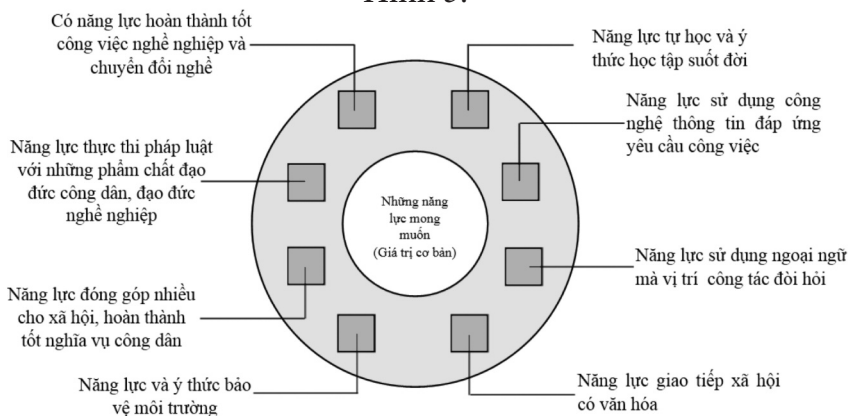 Có năng lực hoàn thành tốt
công việc nghề nghiệp và
chuyển đổi nghề
Năng lực tự học và ý
thức học tập suốt đời
Năng lực sử dụng công
nghệ thông tin đáp ứng
yêu cầu công việc
Năng lực thực thi pháp luật
với những phẩm chất đạo
đức công dân, đạo đức
nghề nghiệp
Những năng
lực mong
muốn
(Giá trị cơ bản)
Năng lực sử dụng ngoại ngữ
mà vị trí công tác đòi hỏi
Năng lực đóng góp nhiều
cho xã hội, hoàn thành
tốt nghĩa vụ công dân
Năng lực và ý thức bảo
vệ môi trường
Năng lực giao tiếp xã hội
có văn hóa